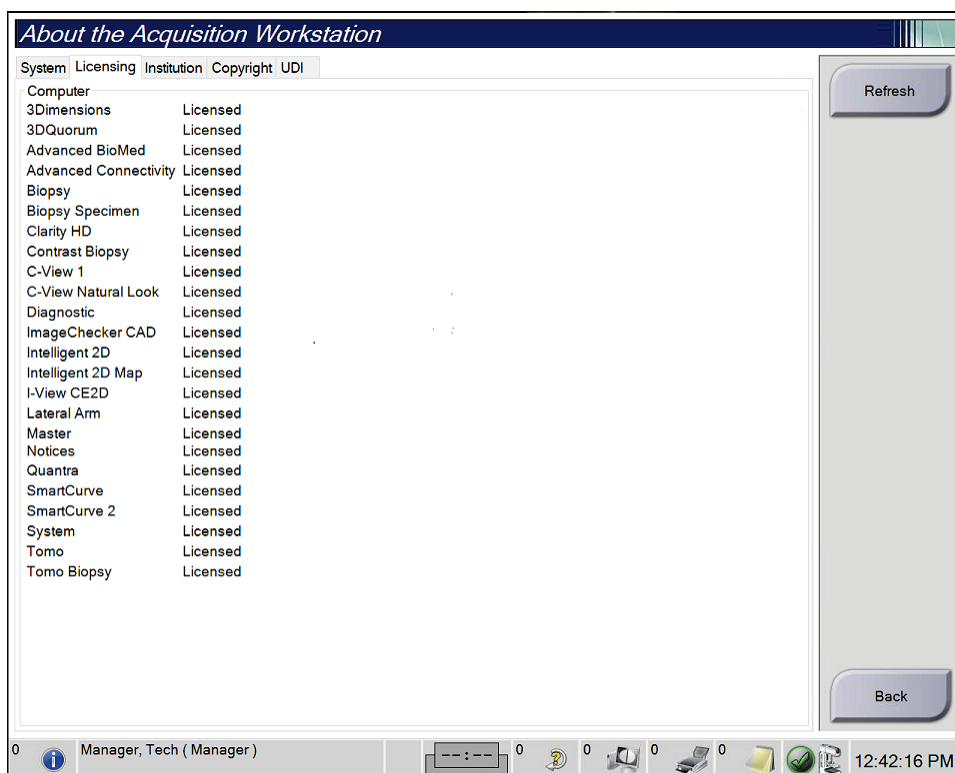 About the Acquisition Workstation
System Licensing Institution Copyright UDI
Refresh
Computer
3Dimensions Licensed
3DQuorum Licensed
Advanced BioMed Licensed
Advanced Connectivity Licensed
Biopsy Licensed
Biopsy Specimen Licensed
Clarity HD Licensed
Contrast Biopsy Licensed
C-View 1 Licensed
C-View Natural Look Licensed
Diagnostic Licensed
ImageChecker CAD Licensed
Intelligent 2D Licensed
Intelligent 2D Map Licensed
I-View CE2D Licensed
Lateral Arm Licensed
Master Licensed
Notices Licensed
Quantra Licensed
SmartCurve Licensed
SmartCurve 2 Licensed
System Licensed
Tomo Licensed
Tomo Biopsy Licensed
Back
0 Manager, Tech ( Manager ) --:-- 0 0 0 0 12:42:16 PM